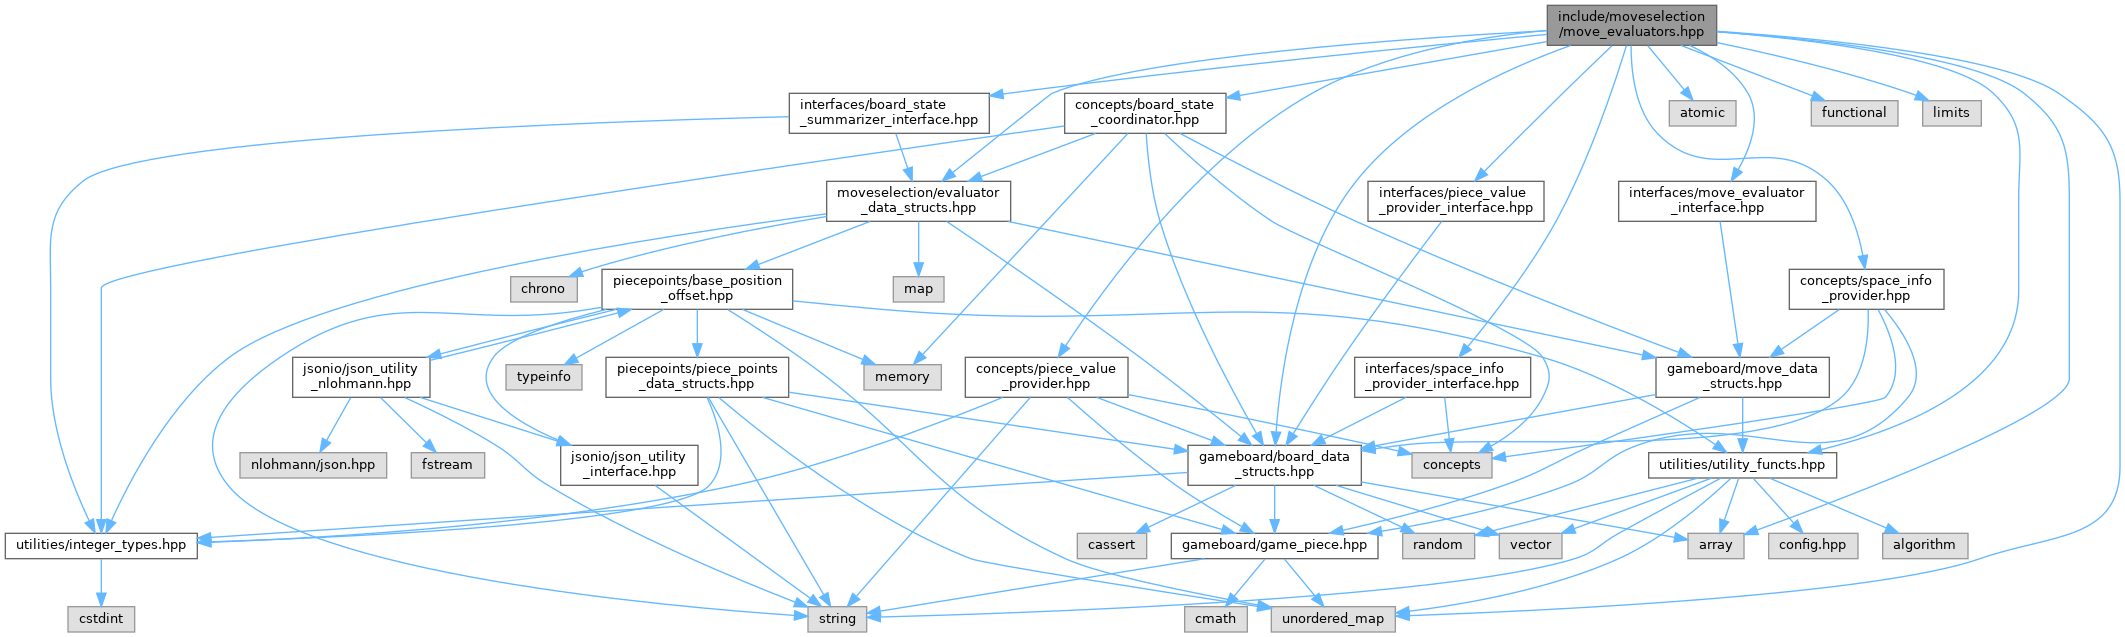 include/moveselection
/move_evaluators.hpp
interfaces/board_state
_summarizer_interface.hpp
concepts/board_state
_coordinator.hpp
atomic
functional
limits
moveselection/evaluator
_data_structs.hpp
interfaces/piece_value
_provider_interface.hpp
interfaces/move_evaluator
_interface.hpp
chrono
piecepoints/base_position
_offset.hpp
map
concepts/space_info
_provider.hpp
jsonio/json_utility
_nlohmann.hpp
typeinfo
piecepoints/piece_points
_data_structs.hpp
memory
concepts/piece_value
_provider.hpp
interfaces/space_info
_provider_interface.hpp
gameboard/move_data
_structs.hpp
nlohmann/json.hpp
fstream
jsonio/json_utility
_interface.hpp
gameboard/board_data
_structs.hpp
concepts
utilities/utility_functs.hpp
utilities/integer_types.hpp
cassert
gameboard/game_piece.hpp
random
vector
array
config.hpp
algorithm
cstdint
string
cmath
unordered_map